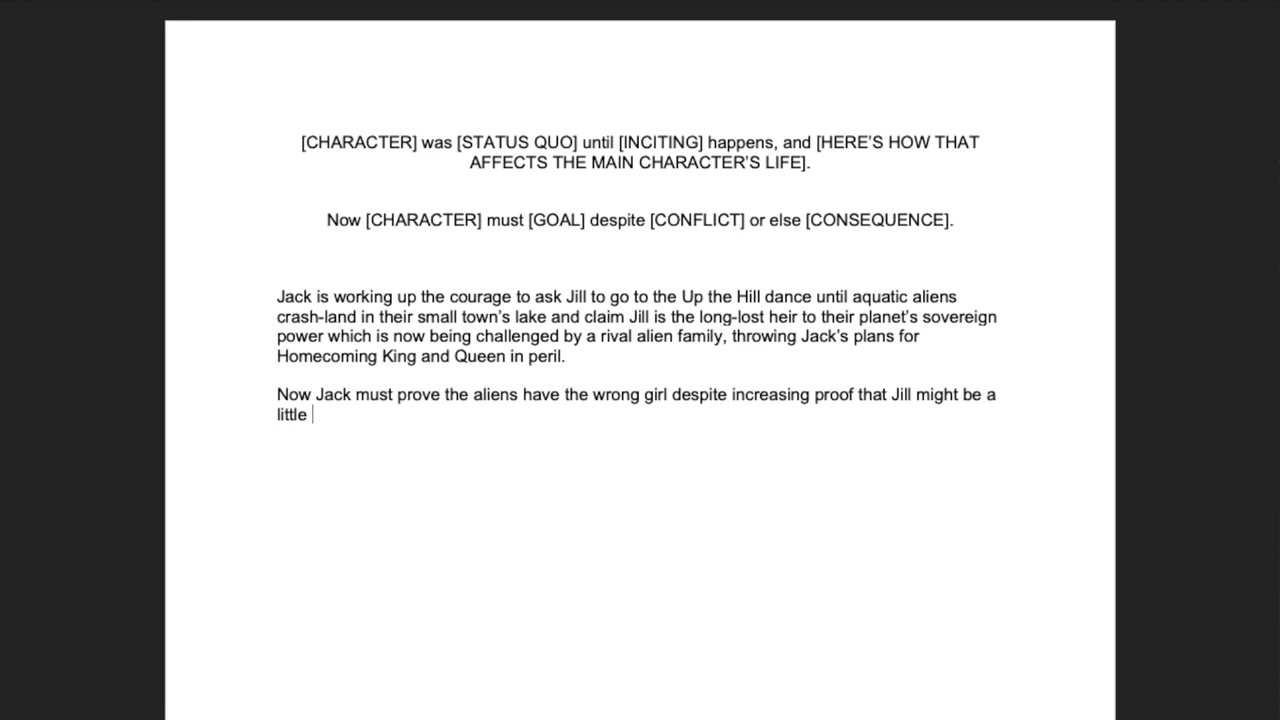 [CHARACTER] was [STATUS QUO] until [INCITING] happens, and [HERE’S HOW THAT
AFFECTS THE MAIN CHARACTER’S LIFE].
Now [CHARACTER] must [GOAL] despite [CONFLICT] or else [CONSEQUENCE].
Jack is working up the courage to ask Jill to go to the Up the Hill dance until aquatic aliens
crash-land in their small town’s lake and claim Jill is the long-lost heir to their planet’s sovereign
power which is now being challenged by a rival alien family, throwing Jack’s plans for
Homecoming King and Queen in peril.
Now Jack must prove the aliens have the wrong girl despite increasing proof that Jill might be a
little